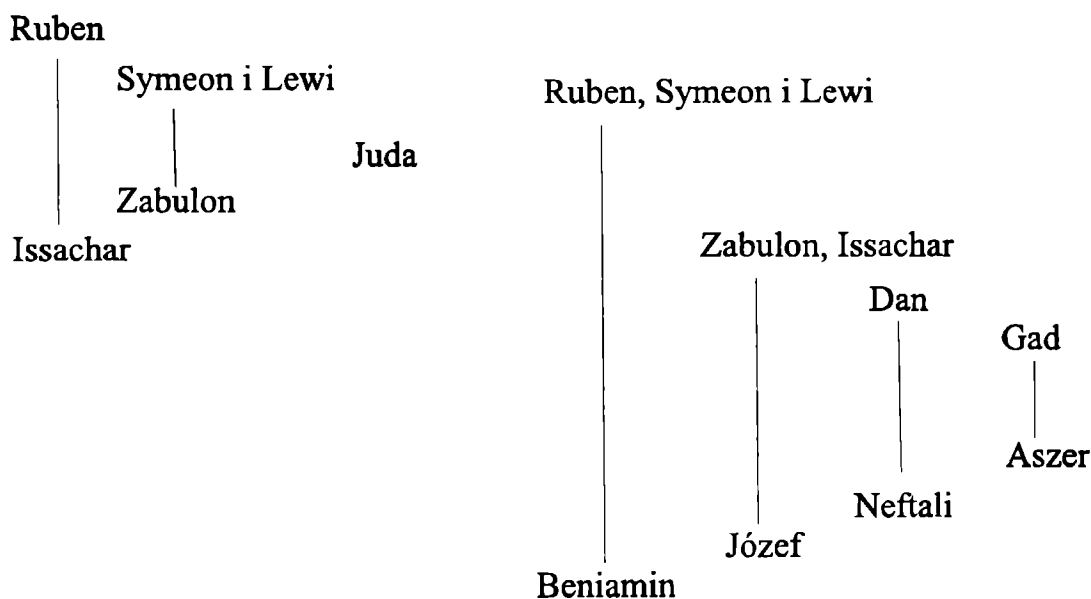 Ruben
Symeon i Lewi
Juda
Zabulon
Issachar
Ruben, Symeon i Lewi
Zabulon, Issachar
Dan
Gad
Aszer
Neftali
Józef
Beniamin